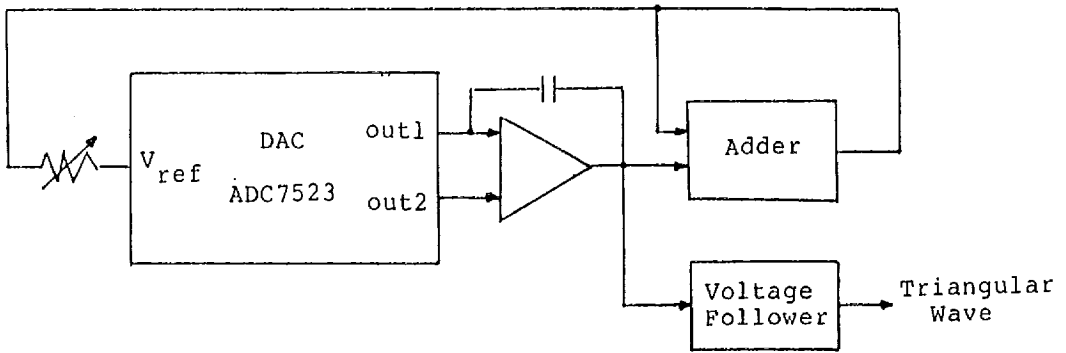 DAC
ADC7523
V ref
out1
out2
Adder
Voltage
Follower
Triangular
Wave